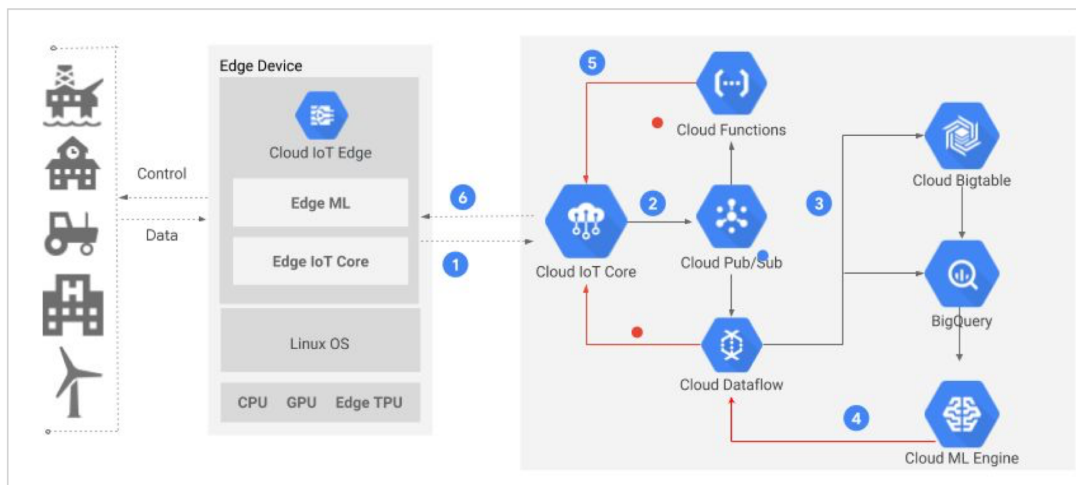 Edge Device
Cloud IoT Edge
Edge ML
Edge IoT Core
Linux OS
CPU GPU Edge TPU
Control
Data
6
1
5
Cloud Functions
2
Cloud IoT Core
Cloud Pub/Sub
3
Cloud Bigtable
BigQuery
Cloud Dataflow
4
Cloud ML Engine